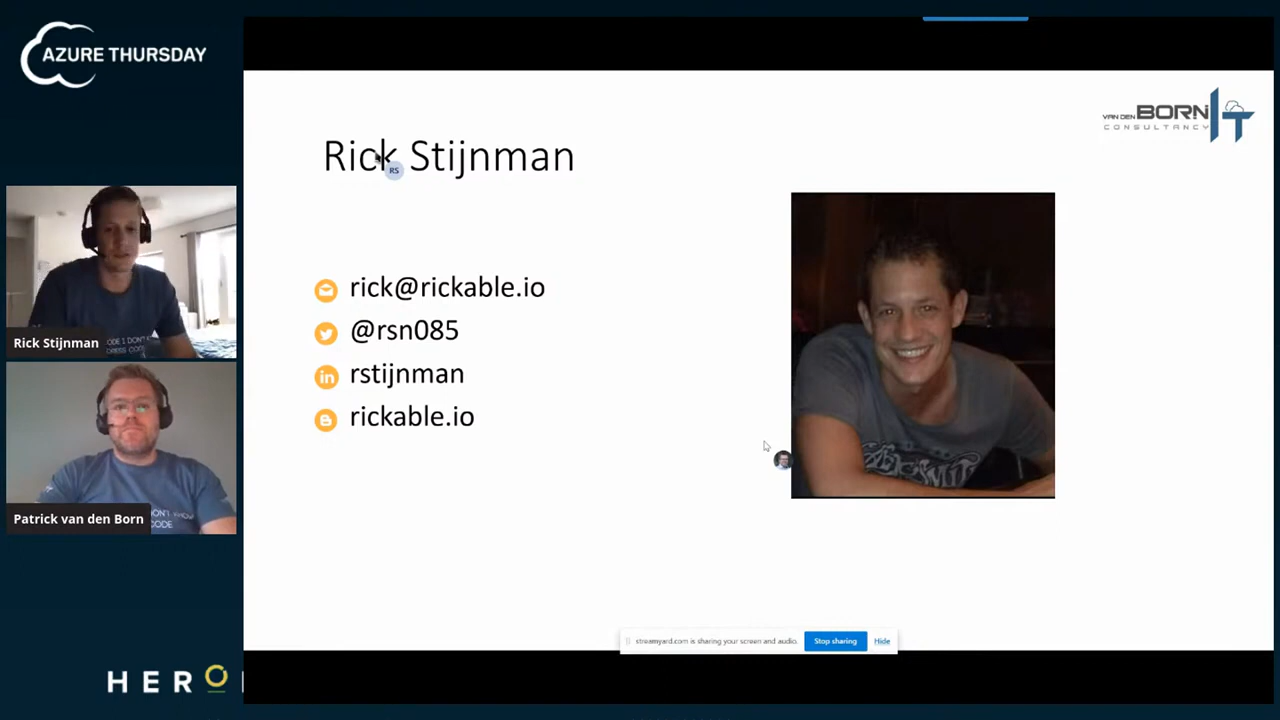 AZURE THURSDAY
VAN DEN BORN IT
CONSULTANCY
Rick Stijnman
RS
rick@rickable.io
@rsn085
rstijnman
rickable.io
Rick Stijnman
Patrick van den Born
streamyard.com is sharing your screen and audio.
Stop sharing
Hide
HERO